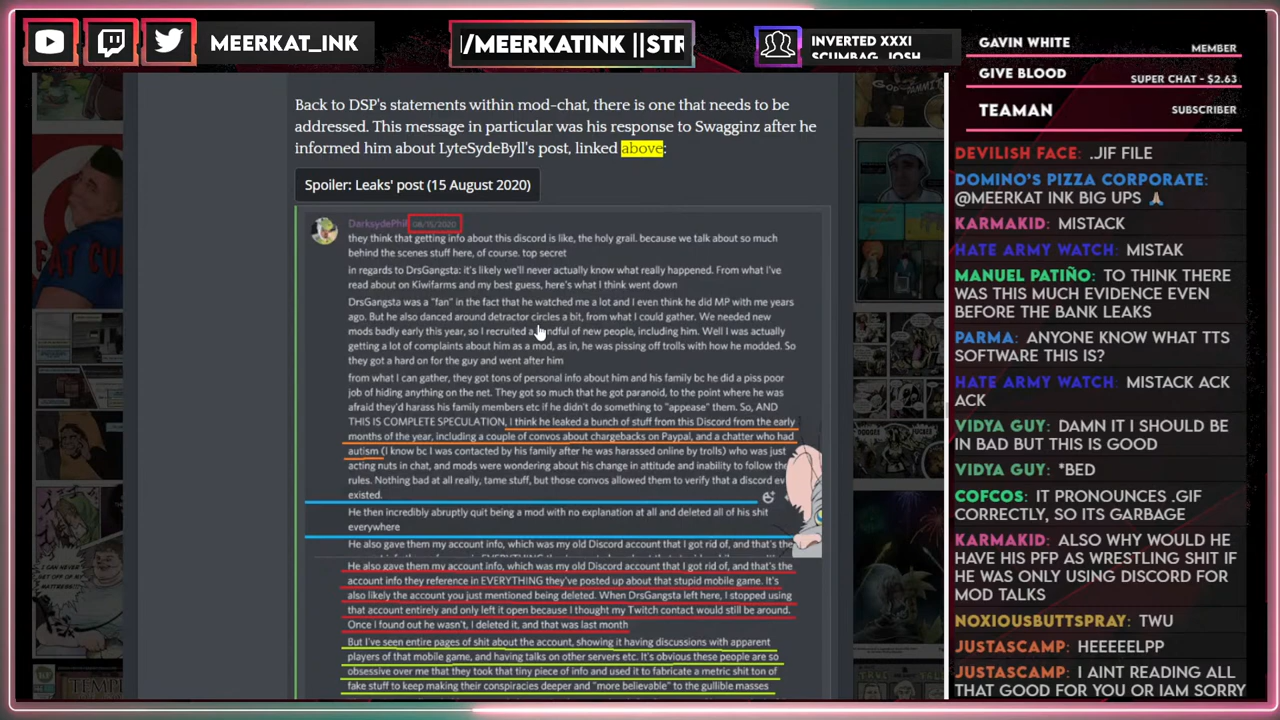 MEERKAT_INK
/MEERKATINK ||STR
INVERTED XXXI
SCUMBAG_JOSH
GAVIN WHITE
MEMBER
GIVE BLOOD
SUPER CHAT - $2.63
TEAMAN
SUBSCRIBER
Back to DSP's statements within mod-chat, there is one that needs to be
addressed. This message in particular was his response to Swagginz after he
informed him about LyteSydeByll's post, linked above:
Spoiler: Leaks' post (15 August 2020)
DarksydePhil 08/15/2020
they think that getting info about this discord is like, the holy grail. because we talk about so much
behind the scenes stuff here, of course. top secret
in regards to DrsGangsta: it's likely we'll never actually know what really happened. From what I've
read about on Kiwifarms and my best guess, here's what I think went down
DrsGangsta was a "fan" in the fact that he watched me a lot and I even think he did MP with me years
ago. But he also danced around detractor circles a bit, from what I could gather. We needed new
mods badly early this year, so I recruited a handful of new people, including him. Well I was actually
getting a lot of complaints about him as a mod, as in, he was pissing off trolls with how he modded. So
they got a hard on for the guy and went after him
from what I can gather, they got tons of personal info about him and his family bc he did a piss poor
job of hiding anything on the net. They got so much that he got paranoid, to the point where he was
afraid they'd harass his family members etc if he didn't do something to "appease" them. So, AND
THIS IS COMPLETE SPECULATION, I think he leaked a bunch of stuff from this Discord from the early
months of the year, including a couple of convos about chargebacks on Paypal, and a chatter who had
autism (I know bc I was contacted by his family after he was harassed online by trolls) who was just
acting nuts in chat, and mods were wondering about his change in attitude and inability to follow the
rules. Nothing bad at all really, tame stuff, but those convos allowed them to verify that a discord ev
existed.
He then incredibly abruptly quit being a mod with no explanation at all and deleted all of his shit
everywhere
He also gave them my account info, which was my old Discord account that I got rid of, and that's the
He also gave them my account info, which was my old Discord account that I got rid of, and that's the
account info they reference in EVERYTHING they've posted up about that stupid mobile game. It's
also likely the account you just mentioned being deleted. When DrsGangsta left here, I stopped using
that account entirely and only left it open because I thought my Twitch contact would still be around.
Once I found out he wasn't, I deleted it, and that was last month
But I've seen entire pages of shit about the account, showing it having discussions with apparent
players of that mobile game, and having talks on other servers etc. It's obvious these people are so
obsessive over me that they took that tiny piece of info and used it to fabricate a metric shit ton of
fake stuff to keep making their conspiracies deeper and "more believable" to the gullible masses
DEVILISH FACE: .JIF FILE
DOMINO'S PIZZA CORPORATE:
@MEERKAT INK BIG UPS 🙏
KARMAKID: MISTACK
HATE ARMY WATCH: MISTAK
MANUEL PATIÑO: TO THINK THERE
WAS THIS MUCH EVIDENCE EVEN
BEFORE THE BANK LEAKS
PARMA: ANYONE KNOW WHAT TTS
SOFTWARE THIS IS?
HATE ARMY WATCH: MISTACK ACK
ACK
VIDYA GUY: DAMN IT I SHOULD BE
IN BAD BUT THIS IS GOOD
VIDYA GUY: *BED
COFCOS: IT PRONOUNCES .GIF
CORRECTLY, SO ITS GARBAGE
KARMAKID: ALSO WHY WOULD HE
HAVE HIS PFP AS WRESTLING SHIT IF
HE WAS ONLY USING DISCORD FOR
MOD TALKS
NOXIOUSBUTTSPRAY: TWU
JUSTASCAMP: HEEEEELPP
JUSTASCAMP: I AINT READING ALL
THAT GOOD FOR YOU OR IAM SORRY